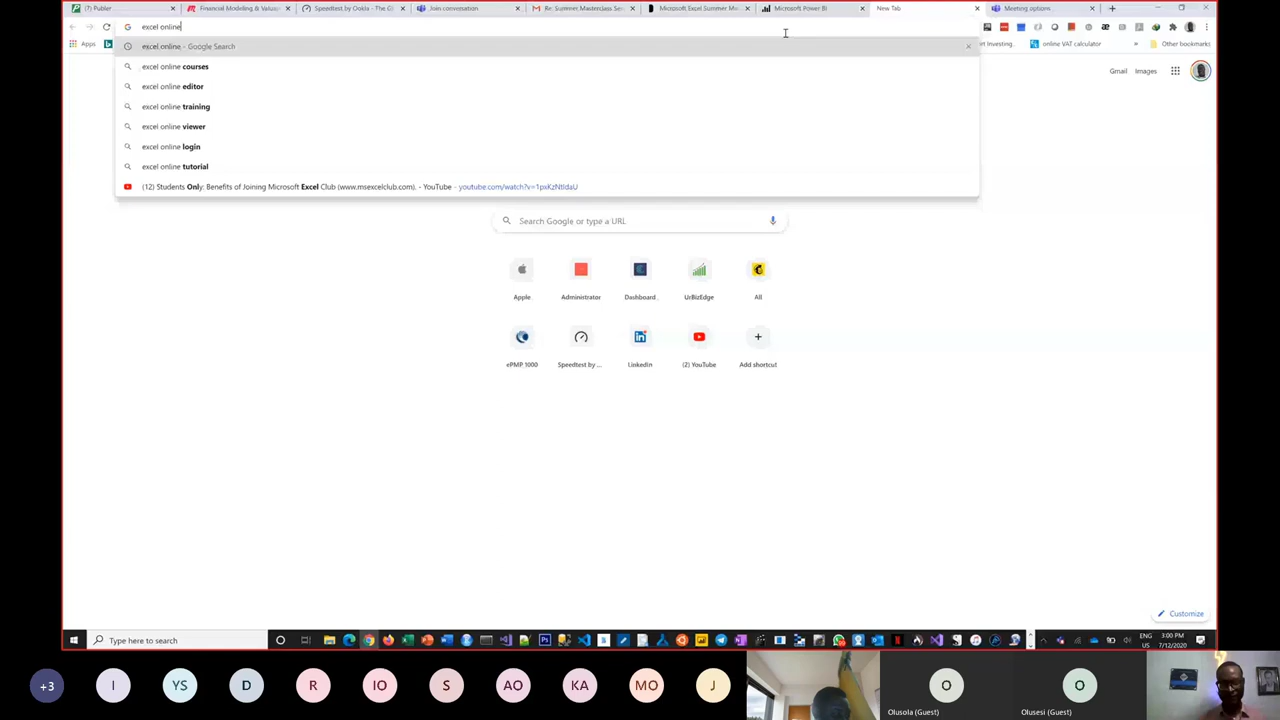 (?) Publer
Financial Modeling & Valua
Speedtest by Ookla - The Gl
Join conversation
Re: Summer Masterclass Se
Microsoft Excel Summer M
Microsoft Power BI
New Tab
Meeting options
excel online
Apps
rt Investing.
online VAT calculator
»
Other bookmarks
excel online - Google Search
excel online courses
excel online editor
excel online training
excel online viewer
excel online login
excel online tutorial
(12) Students Only: Benefits of Joining Microsoft Excel Club (www.msexcelclub.com). - YouTube - youtube.com/watch?v=1pxKzNtIdaU
Gmail Images
Search Google or type a URL
Apple
Administrator
Dashboard
UrBizEdge
All
ePMP 1000
Speedtest by ...
LinkedIn
(2) YouTube
Add shortcut
Customize
Type here to search
ENG
US
3:00 PM
7/12/2020
+3
I
YS
D
R
IO
S
AO
KA
MO
J
O
Olusola (Guest)
O
Olusesi (Guest)